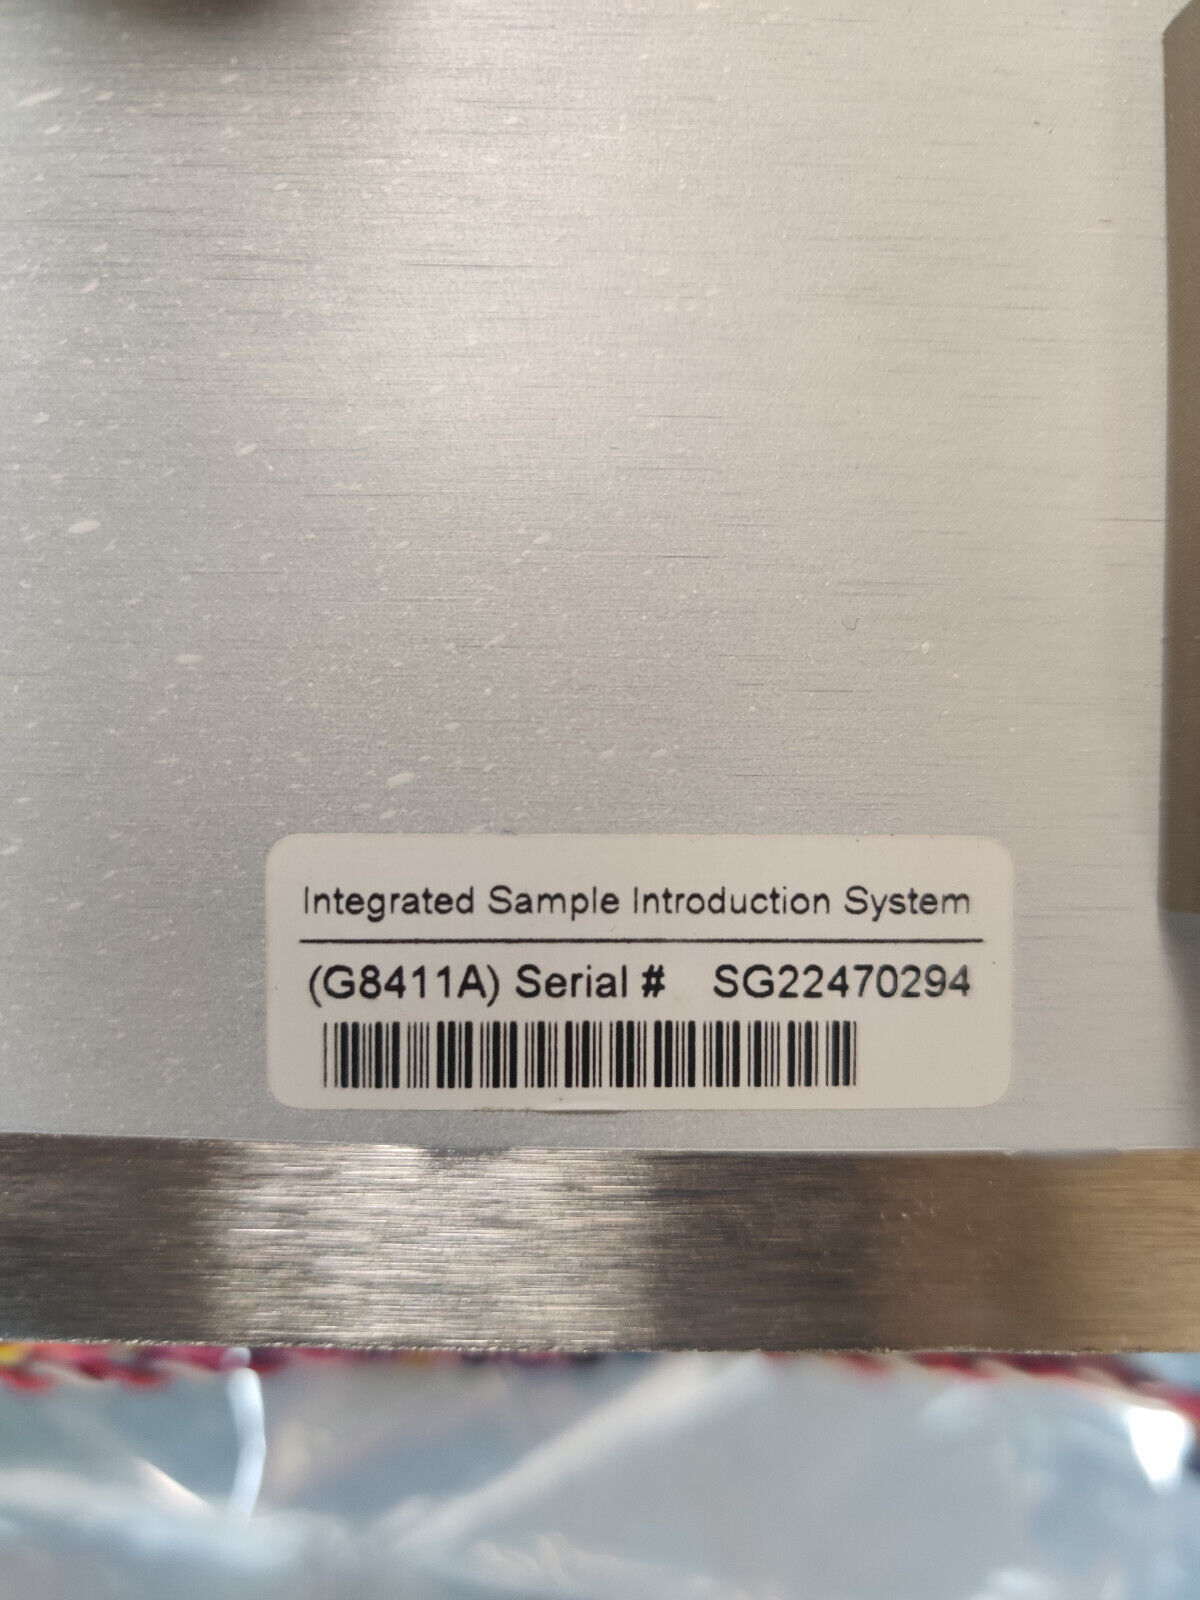 Integrated Sample Introduction System
(G8411A) Serial # SG22470294